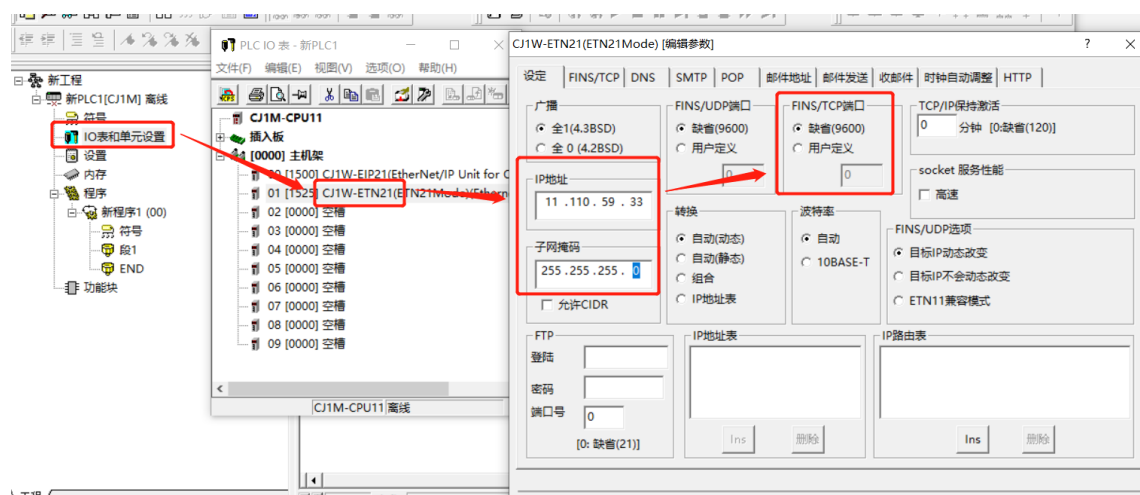 新工程
新PLC1[CJ1M] 离线
符号
IO表和单元设置
设置
内存
程序
新程序1 (00)
符号
段1
END
功能块
PLC IO 表 - 新PLC1
文件(F) 编辑(E) 视图(V) 选项(O) 帮助(H)
CJ1M-CPU11
插入板
[0000] 主机架
00 [1500] CJ1W-EIP21(EtherNet/IP Unit for C
01 [1525] CJ1W-ETN21(ETN21Mode)(Ethern
02 [0000] 空槽
03 [0000] 空槽
04 [0000] 空槽
05 [0000] 空槽
06 [0000] 空槽
07 [0000] 空槽
08 [0000] 空槽
09 [0000] 空槽
CJ1M-CPU11 离线
CJ1W-ETN21(ETN21Mode) [编辑参数]
设定 FINS/TCP DNS SMTP POP 邮件地址 邮件发送 收邮件 时钟自动调整 HTTP
广播
全1(4.3BSD)
全 0 (4.2BSD)
FINS/UDP端口
缺省(9600)
用户定义
0
FINS/TCP端口
缺省(9600)
用户定义
0
TCP/IP保持激活
0 分钟 [0:缺省(120)]
socket 服务性能
高速
IP地址
11 .110 . 59 . 33
子网掩码
255 .255 .255 . 0
允许CIDR
转换
自动(动态)
自动(静态)
组合
IP地址表
波特率
自动
10BASE-T
FINS/UDP选项
目标IP动态改变
目标IP不会动态改变
ETN11兼容模式
FTP
登陆
密码
端口号 0
[0: 缺省(21)]
IP地址表
Ins 删除
IP路由表
Ins 删除